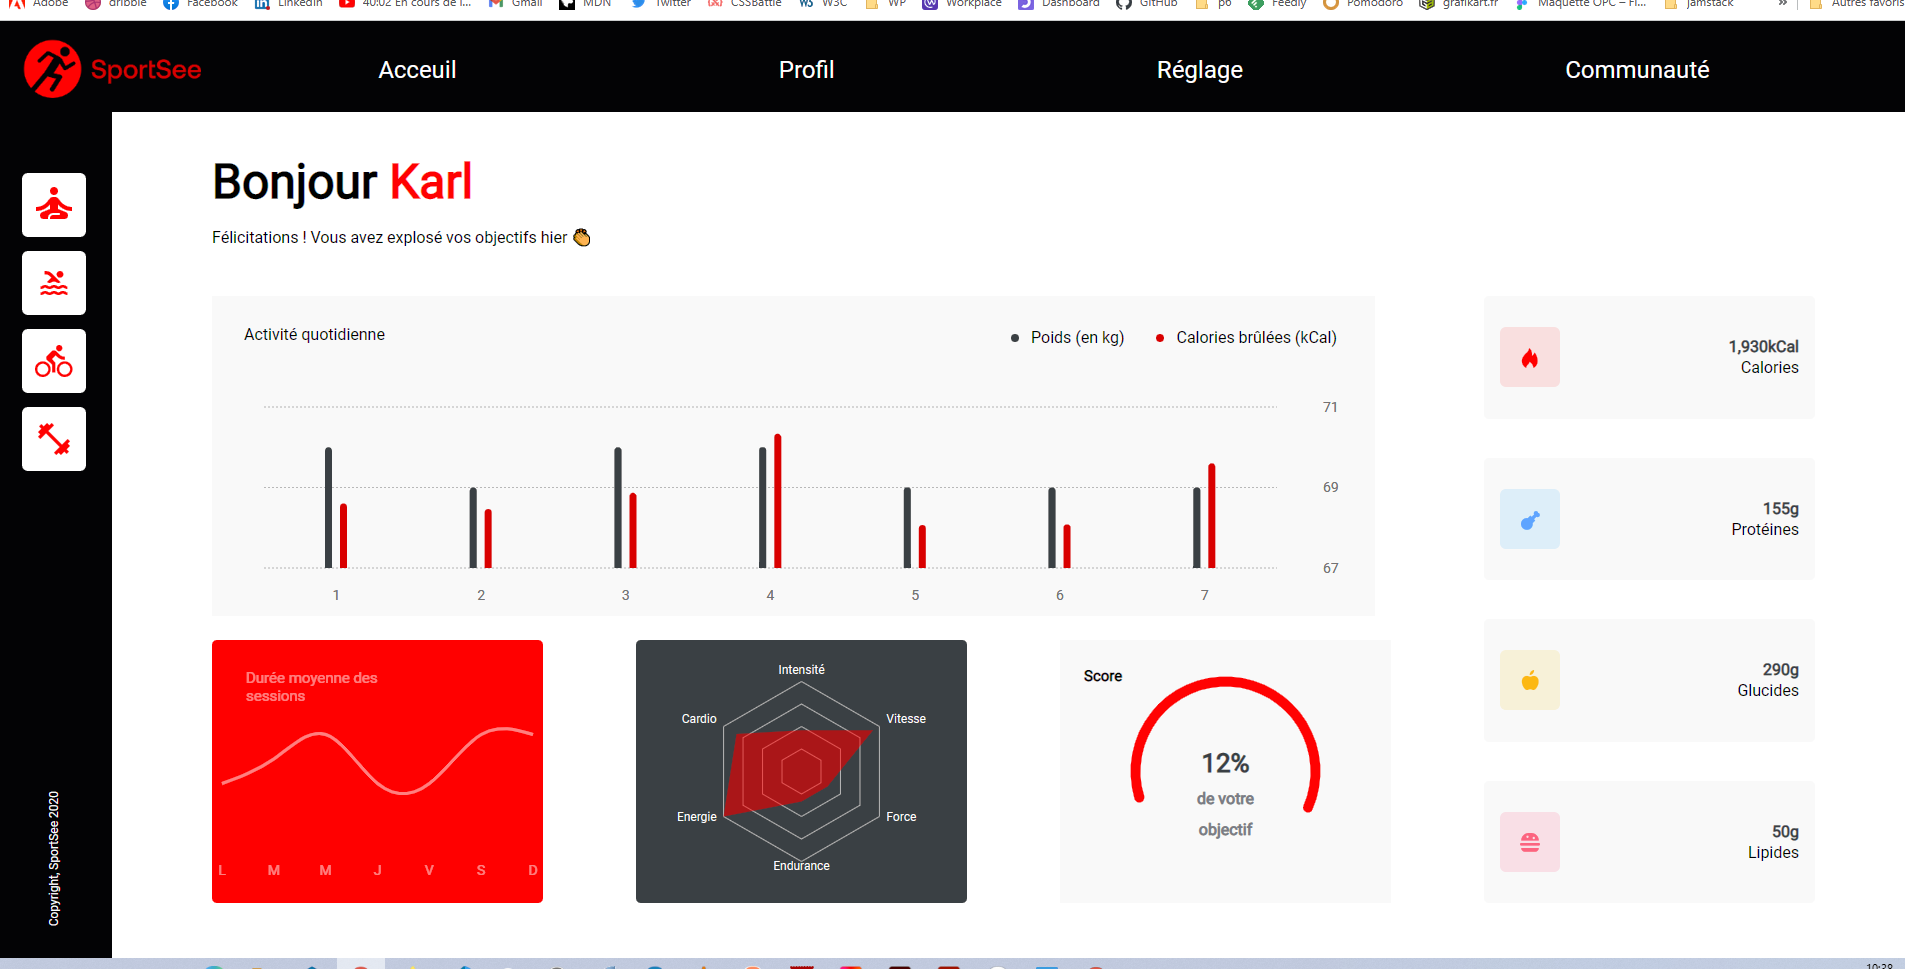 Adobe dribble Facebook Linkedin 40:02 En cours de l... Gmail MDN Twitter CSSBattle W3C WP Workplace Dashboard GitHub p6 Feedly Pomodoro grafikart.fr Maquette OPC – Fi... jamstack » Autres favoris
SportSee Acceuil Profil Réglage Communauté
Bonjour Karl
Félicitations ! Vous avez explosé vos objectifs hier 👏
Activité quotidienne
Poids (en kg) Calories brûlées (kCal)
71
69
67
1 2 3 4 5 6 7
1,930kCal
Calories
155g
Protéines
290g
Glucides
50g
Lipides
Durée moyenne des
sessions
L M M J V S D
Intensité
Cardio Vitesse
Energie Force
Endurance
Score
12%
de votre
objectif
Copyright, SportSee 2020
10:38